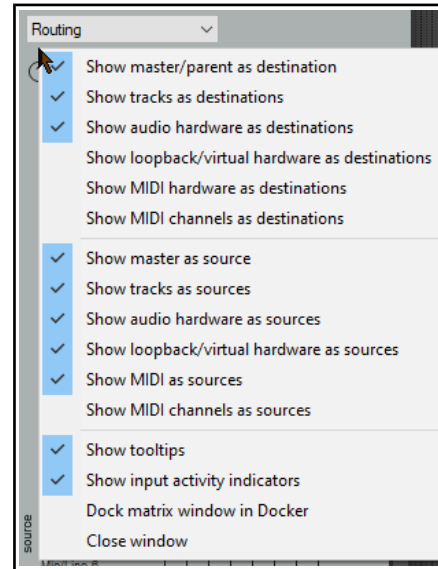 Routing
Show master/parent as destination
Show tracks as destinations
Show audio hardware as destinations
Show loopback/virtual hardware as destinations
Show MIDI hardware as destinations
Show MIDI channels as destinations
Show master as source
Show tracks as sources
Show audio hardware as sources
Show loopback/virtual hardware as sources
Show MIDI as sources
Show MIDI channels as sources
Show tooltips
Show input activity indicators
Dock matrix window in Docker
Close window
source